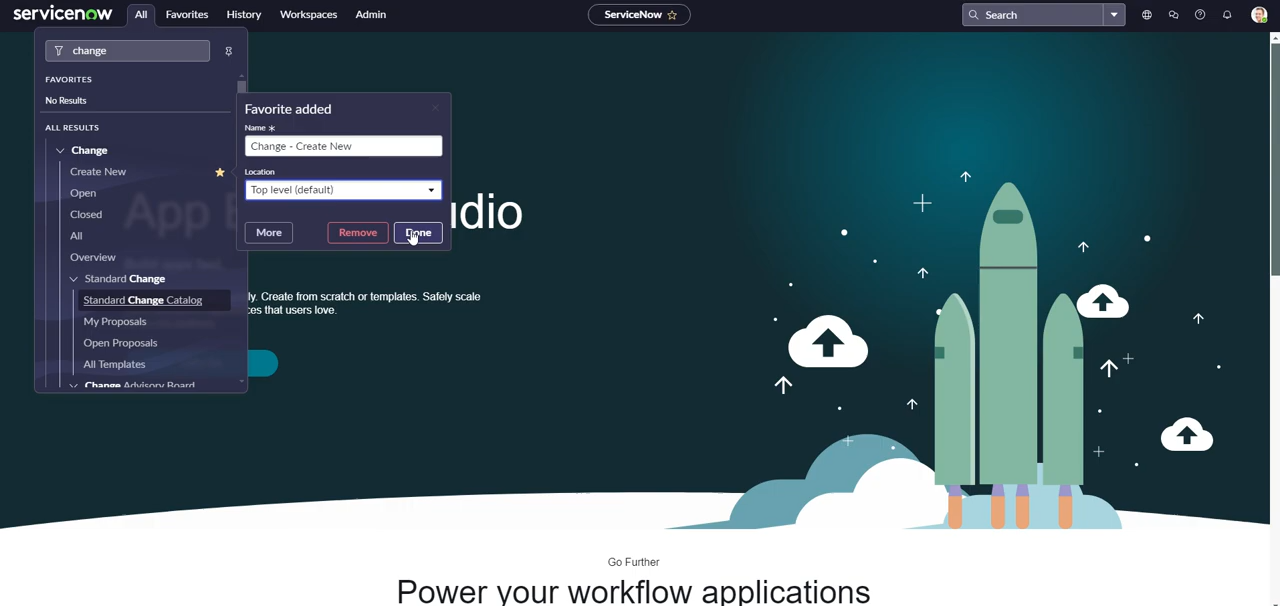 servicenow
All
Favorites
History
Workspaces
Admin
ServiceNow
Search
change
FAVORITES
No Results
ALL RESULTS
Change
Create New
Open
Closed
All
Overview
Standard Change
Standard Change Catalog
My Proposals
Open Proposals
All Templates
Change Advisory Board
Favorite added
Name
Change - Create New
Location
Top level (default)
More
Remove
Done
App
udio
ly. Create from scratch or templates. Safely scale
ces that users love.
Go Further
Power your workflow applications